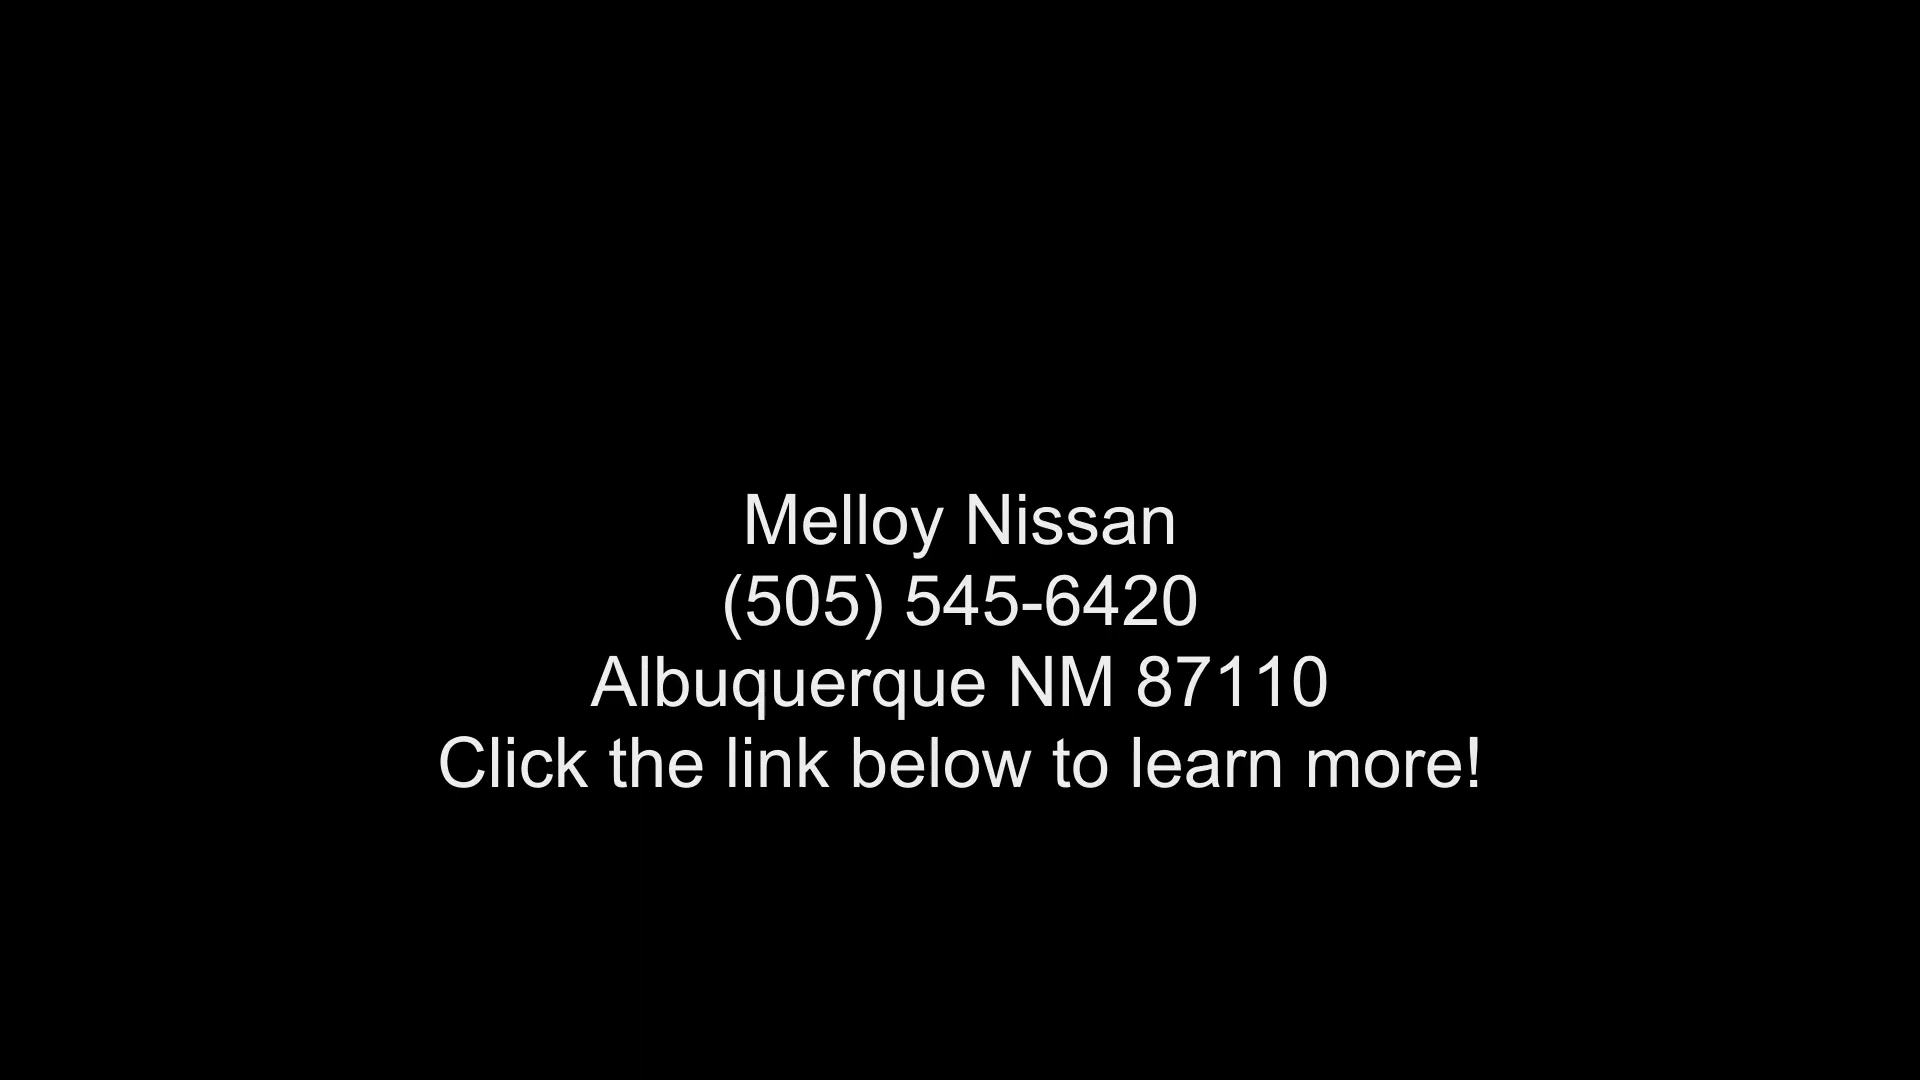 Melloy Nissan
(505) 545-6420
Albuquerque NM 87110
Click the link below to learn more!